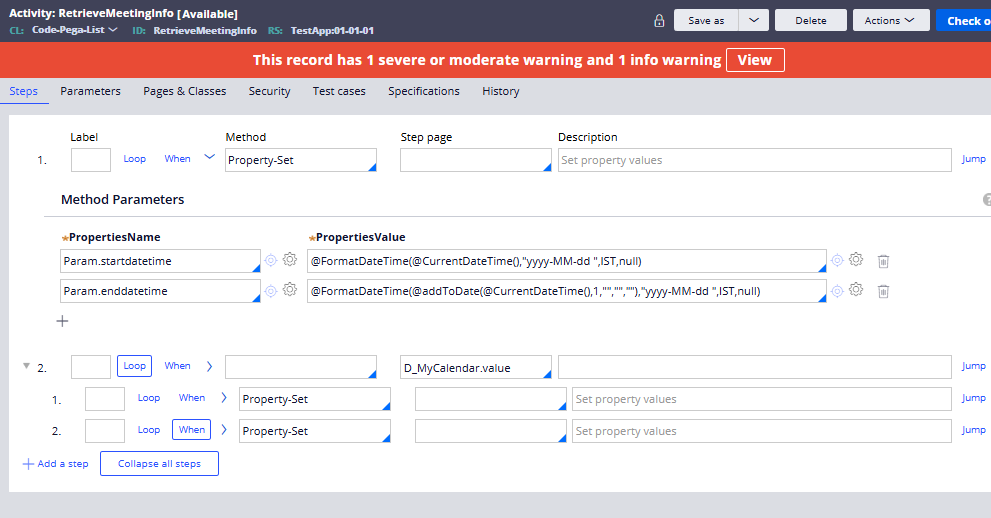 Activity: RetrieveMeetingInfo [Available]
CL: Code-Pega-List ID: RetrieveMeetingInfo RS: TestApp:01-01-01
Save as Delete Actions Check o
This record has 1 severe or moderate warning and 1 info warning View
Steps Parameters Pages & Classes Security Test cases Specifications History
Label Method Step page Description
1. Loop When Property-Set Set property values Jump
Method Parameters
★PropertiesName ★PropertiesValue
Param.startdatetime @FormatDateTime(@CurrentDateTime(),"yyyy-MM-dd ",IST,null)
Param.enddatetime @FormatDateTime(@addToDate(@CurrentDateTime(),1,"","",""),"yyyy-MM-dd ",IST,null)
2. Loop When D_MyCalendar.value Jump
1. Loop When Property-Set Set property values Jump
2. Loop When Property-Set Set property values Jump
Add a step Collapse all steps